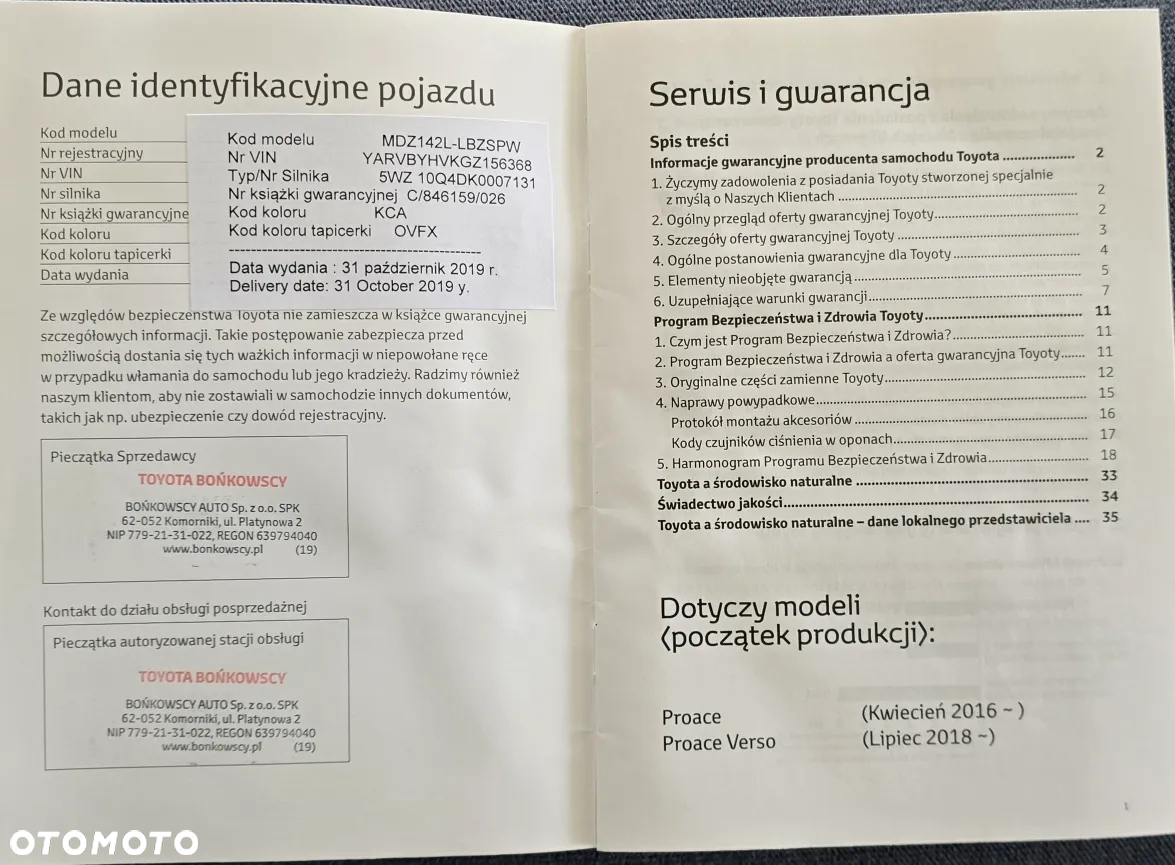 Dane identyfikacyjne pojazdu
Kod modelu
Nr rejestracyjny
Nr VIN
Nr silnika
Nr książki gwarancyjne
Kod koloru
Kod koloru tapicerki
Data wydania
Kod modelu MDZ142L-LBZSPW
Nr VIN YARVBYHVKGZ156368
Typ/Nr Silnika 5WZ 10Q4DK0007131
Nr książki gwarancyjnej C/846159/026
Kod koloru KCA
Kod koloru tapicerki OVFX
----------------------------------------------
Data wydania : 31 październik 2019 r.
Delivery date: 31 October 2019 y.
Ze względów bezpieczeństwa Toyota nie zamieszcza w książce gwarancyjnej
szczegółowych informacji. Takie postępowanie zabezpiecza przed
możliwością dostania się tych ważkich informacji w niepowołane ręce
w przypadku włamania do samochodu lub jego kradzieży. Radzimy również
naszym klientom, aby nie zostawiali w samochodzie innych dokumentów,
takich jak np. ubezpieczenie czy dowód rejestracyjny.
Pieczątka Sprzedawcy
TOYOTA BOŃKOWSCY
BOŃKOWSCY AUTO Sp. z o.o. SPK
62-052 Komorniki, ul. Platynowa 2
NIP 779-21-31-022, REGON 639794040
www.bonkowscy.pl (19)
Kontakt do działu obsługi posprzedażnej
Pieczątka autoryzowanej stacji obsługi
TOYOTA BOŃKOWSCY
BOŃKOWSCY AUTO Sp. z o.o. SPK
62-052 Komorniki, ul. Platynowa 2
NIP 779-21-31-022, REGON 639794040
www.bonkowscy.pl (19)
Serwis i gwarancja
Spis treści
Informacje gwarancyjne producenta samochodu Toyota ................... 2
1. Życzymy zadowolenia z posiadania Toyoty stworzonej specjalnie
z myślą o Naszych Klientach ................... 2
2. Ogólny przegląd oferty gwarancyjnej Toyoty................... 2
3. Szczegóły oferty gwarancyjnej Toyoty ................... 3
4. Ogólne postanowienia gwarancyjne dla Toyoty ................... 4
5. Elementy nieobjęte gwarancją ................... 5
6. Uzupełniające warunki gwarancji................... 7
Program Bezpieczeństwa i Zdrowia Toyoty................... 11
1. Czym jest Program Bezpieczeństwa i Zdrowia?................... 11
2. Program Bezpieczeństwa i Zdrowia a oferta gwarancyjna Toyoty...... 11
3. Oryginalne części zamienne Toyoty................... 12
4. Naprawy powypadkowe................... 15
Protokół montażu akcesoriów ................... 16
Kody czujników ciśnienia w oponach................... 17
5. Harmonogram Programu Bezpieczeństwa i Zdrowia................... 18
Toyota a środowisko naturalne ................... 33
Świadectwo jakości................... 34
Toyota a środowisko naturalne – dane lokalnego przedstawiciela .... 35
Dotyczy modeli
⟨początek produkcji⟩:
Proace (Kwiecień 2016 ~ )
Proace Verso (Lipiec 2018 ~)
1
OTOMOTO